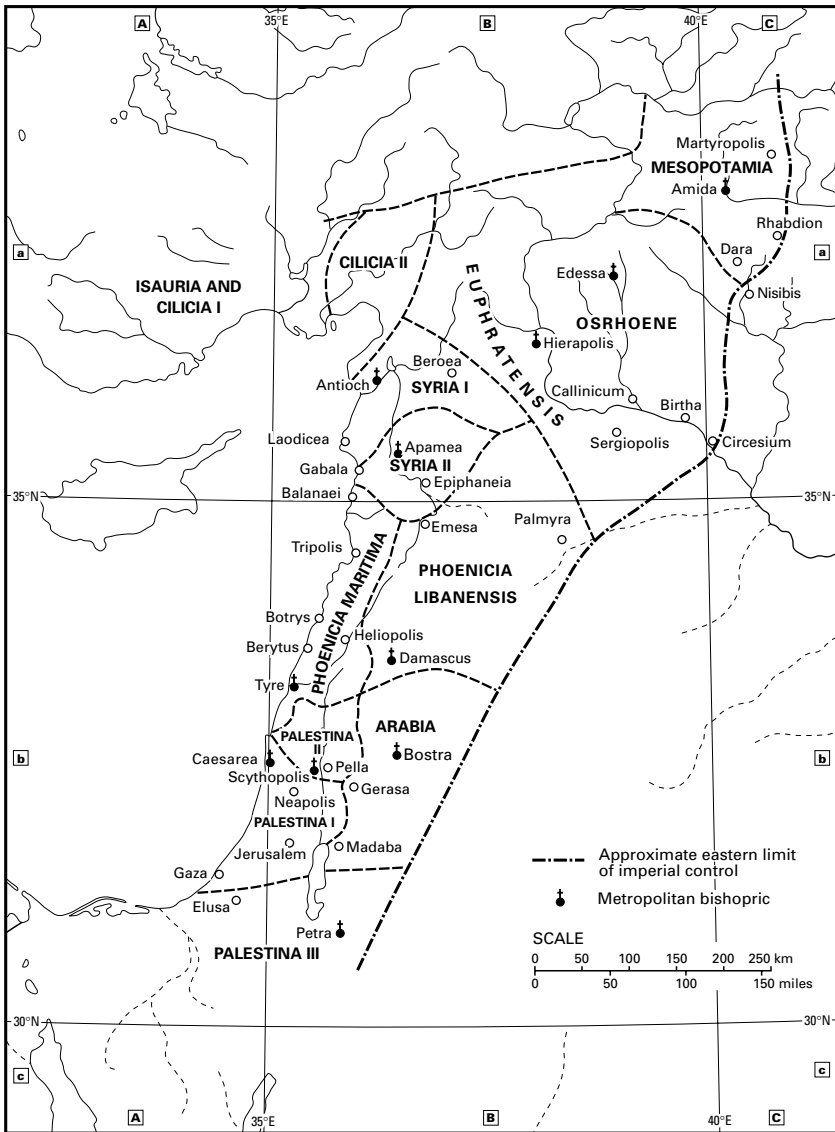 A
35°E
B
40°E
C
Martyropolis
MESOPOTAMIA
Amida
Rhabdion
a
a
Dara
CILICIA II
Edessa
ISAURIA AND
CILICIA I
Nisibis
EUPHRATENSIS
OSRHOENE
Hierapolis
Beroea
Antioch
SYRIA I
Callinicum
Birtha
Laodicea
Sergiopolis
Circesium
Apamea
SYRIA II
Gabala
Epiphaneia
Balanaei
35°N
35°N
Emesa
Palmyra
Tripolis
PHOENICIA MARITIMA
PHOENICIA
LIBANENSIS
Botrys
Heliopolis
Berytus
Damascus
Tyre
ARABIA
PALESTINA
II
b
b
Caesarea
Bostra
Scythopolis
Pella
Gerasa
Neapolis
PALESTINA I
Jerusalem
Madaba
Gaza
Elusa
Petra
PALESTINA III
Approximate eastern limit
of imperial control
Metropolitan bishopric
SCALE
0 50 100 150 200 250 km
0 50 100 150 miles
30°N
30°N
c
c
A
35°E
B
40°E
C